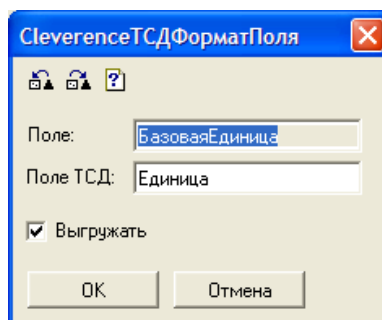 CleverenceТСДФорматПоля
Поле: БазоваяЕдиница
Поле ТСД: Единица
Выгружать
OK Отмена